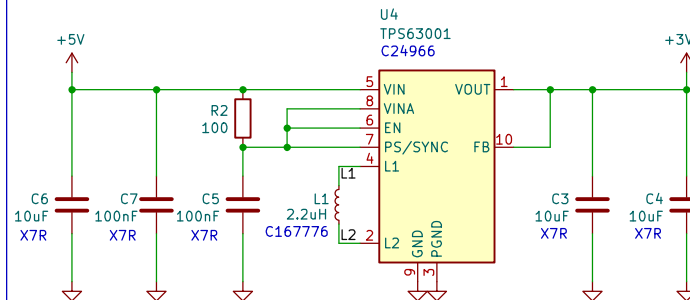 U4
TPS63001
C24966
+5V
+3V
5 VIN VOUT 1
8 VINA
6 EN
7 PS/SYNC FB 10
4 L1
2 L2
GND 9
PGND 3
R2
100
L1
L1
2.2uH
C167776
L2
C6
10uF
X7R
C7
100nF
X7R
C5
100nF
X7R
C3
10uF
X7R
C4
10uF
X7R